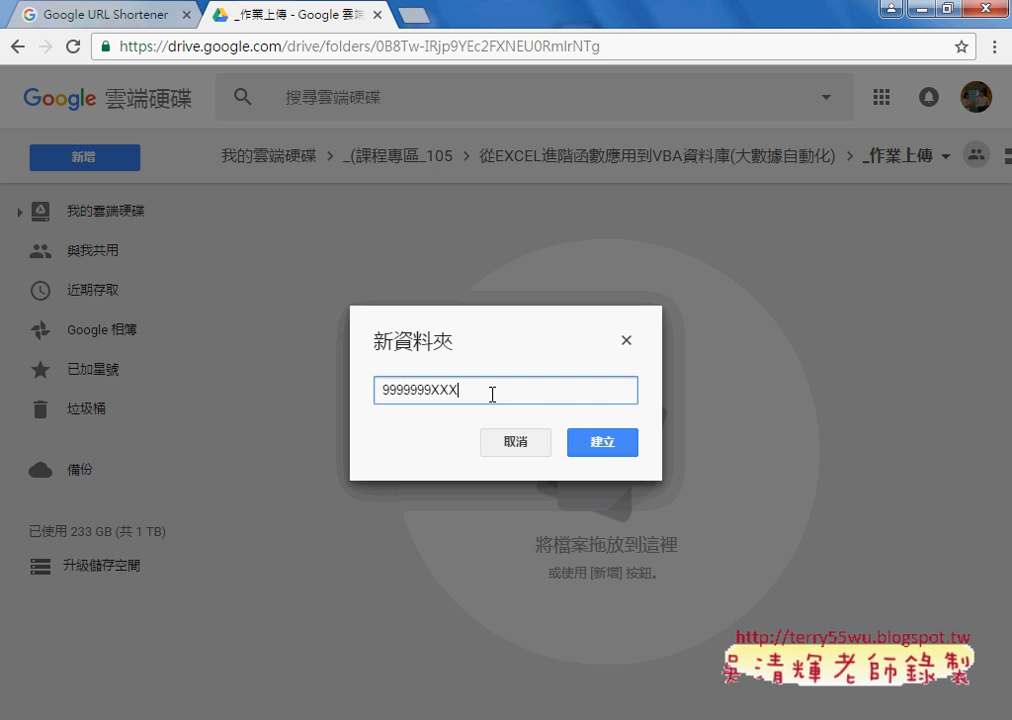 Google URL Shortener
_作業上傳 - Google 雲端
https://drive.google.com/drive/folders/0B8Tw-IRjp9YEc2FXNEU0RmlrNTg
Google 雲端硬碟
搜尋雲端硬碟
新增
我的雲端硬碟 > _(課程專區_105 > 從EXCEL進階函數應用到VBA資料庫(大數據自動化) > _作業上傳
我的雲端硬碟
與我共用
近期存取
Google 相簿
已加星號
垃圾桶
備份
已使用 233 GB (共 1 TB)
升級儲存空間
新資料夾
9999999XXX
取消
建立
將檔案拖放到這裡
或使用 [新增] 按鈕。
http://terry55wu.blogspot.tw
吳清輝老師錄製